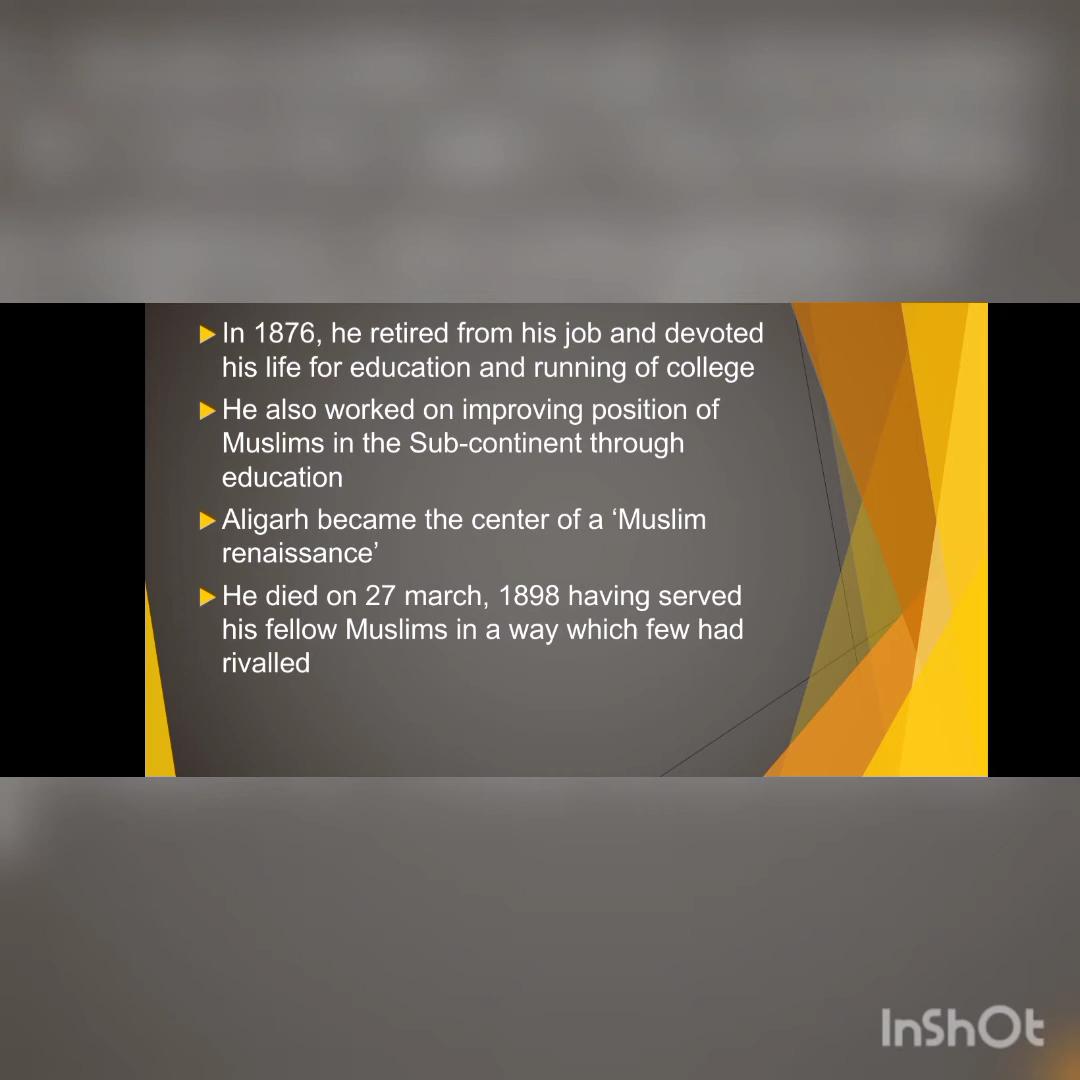 In 1876, he retired from his job and devoted
his life for education and running of college
He also worked on improving position of
Muslims in the Sub-continent through
education
Aligarh became the center of a ‘Muslim
renaissance’
He died on 27 march, 1898 having served
his fellow Muslims in a way which few had
rivalled
InShOt